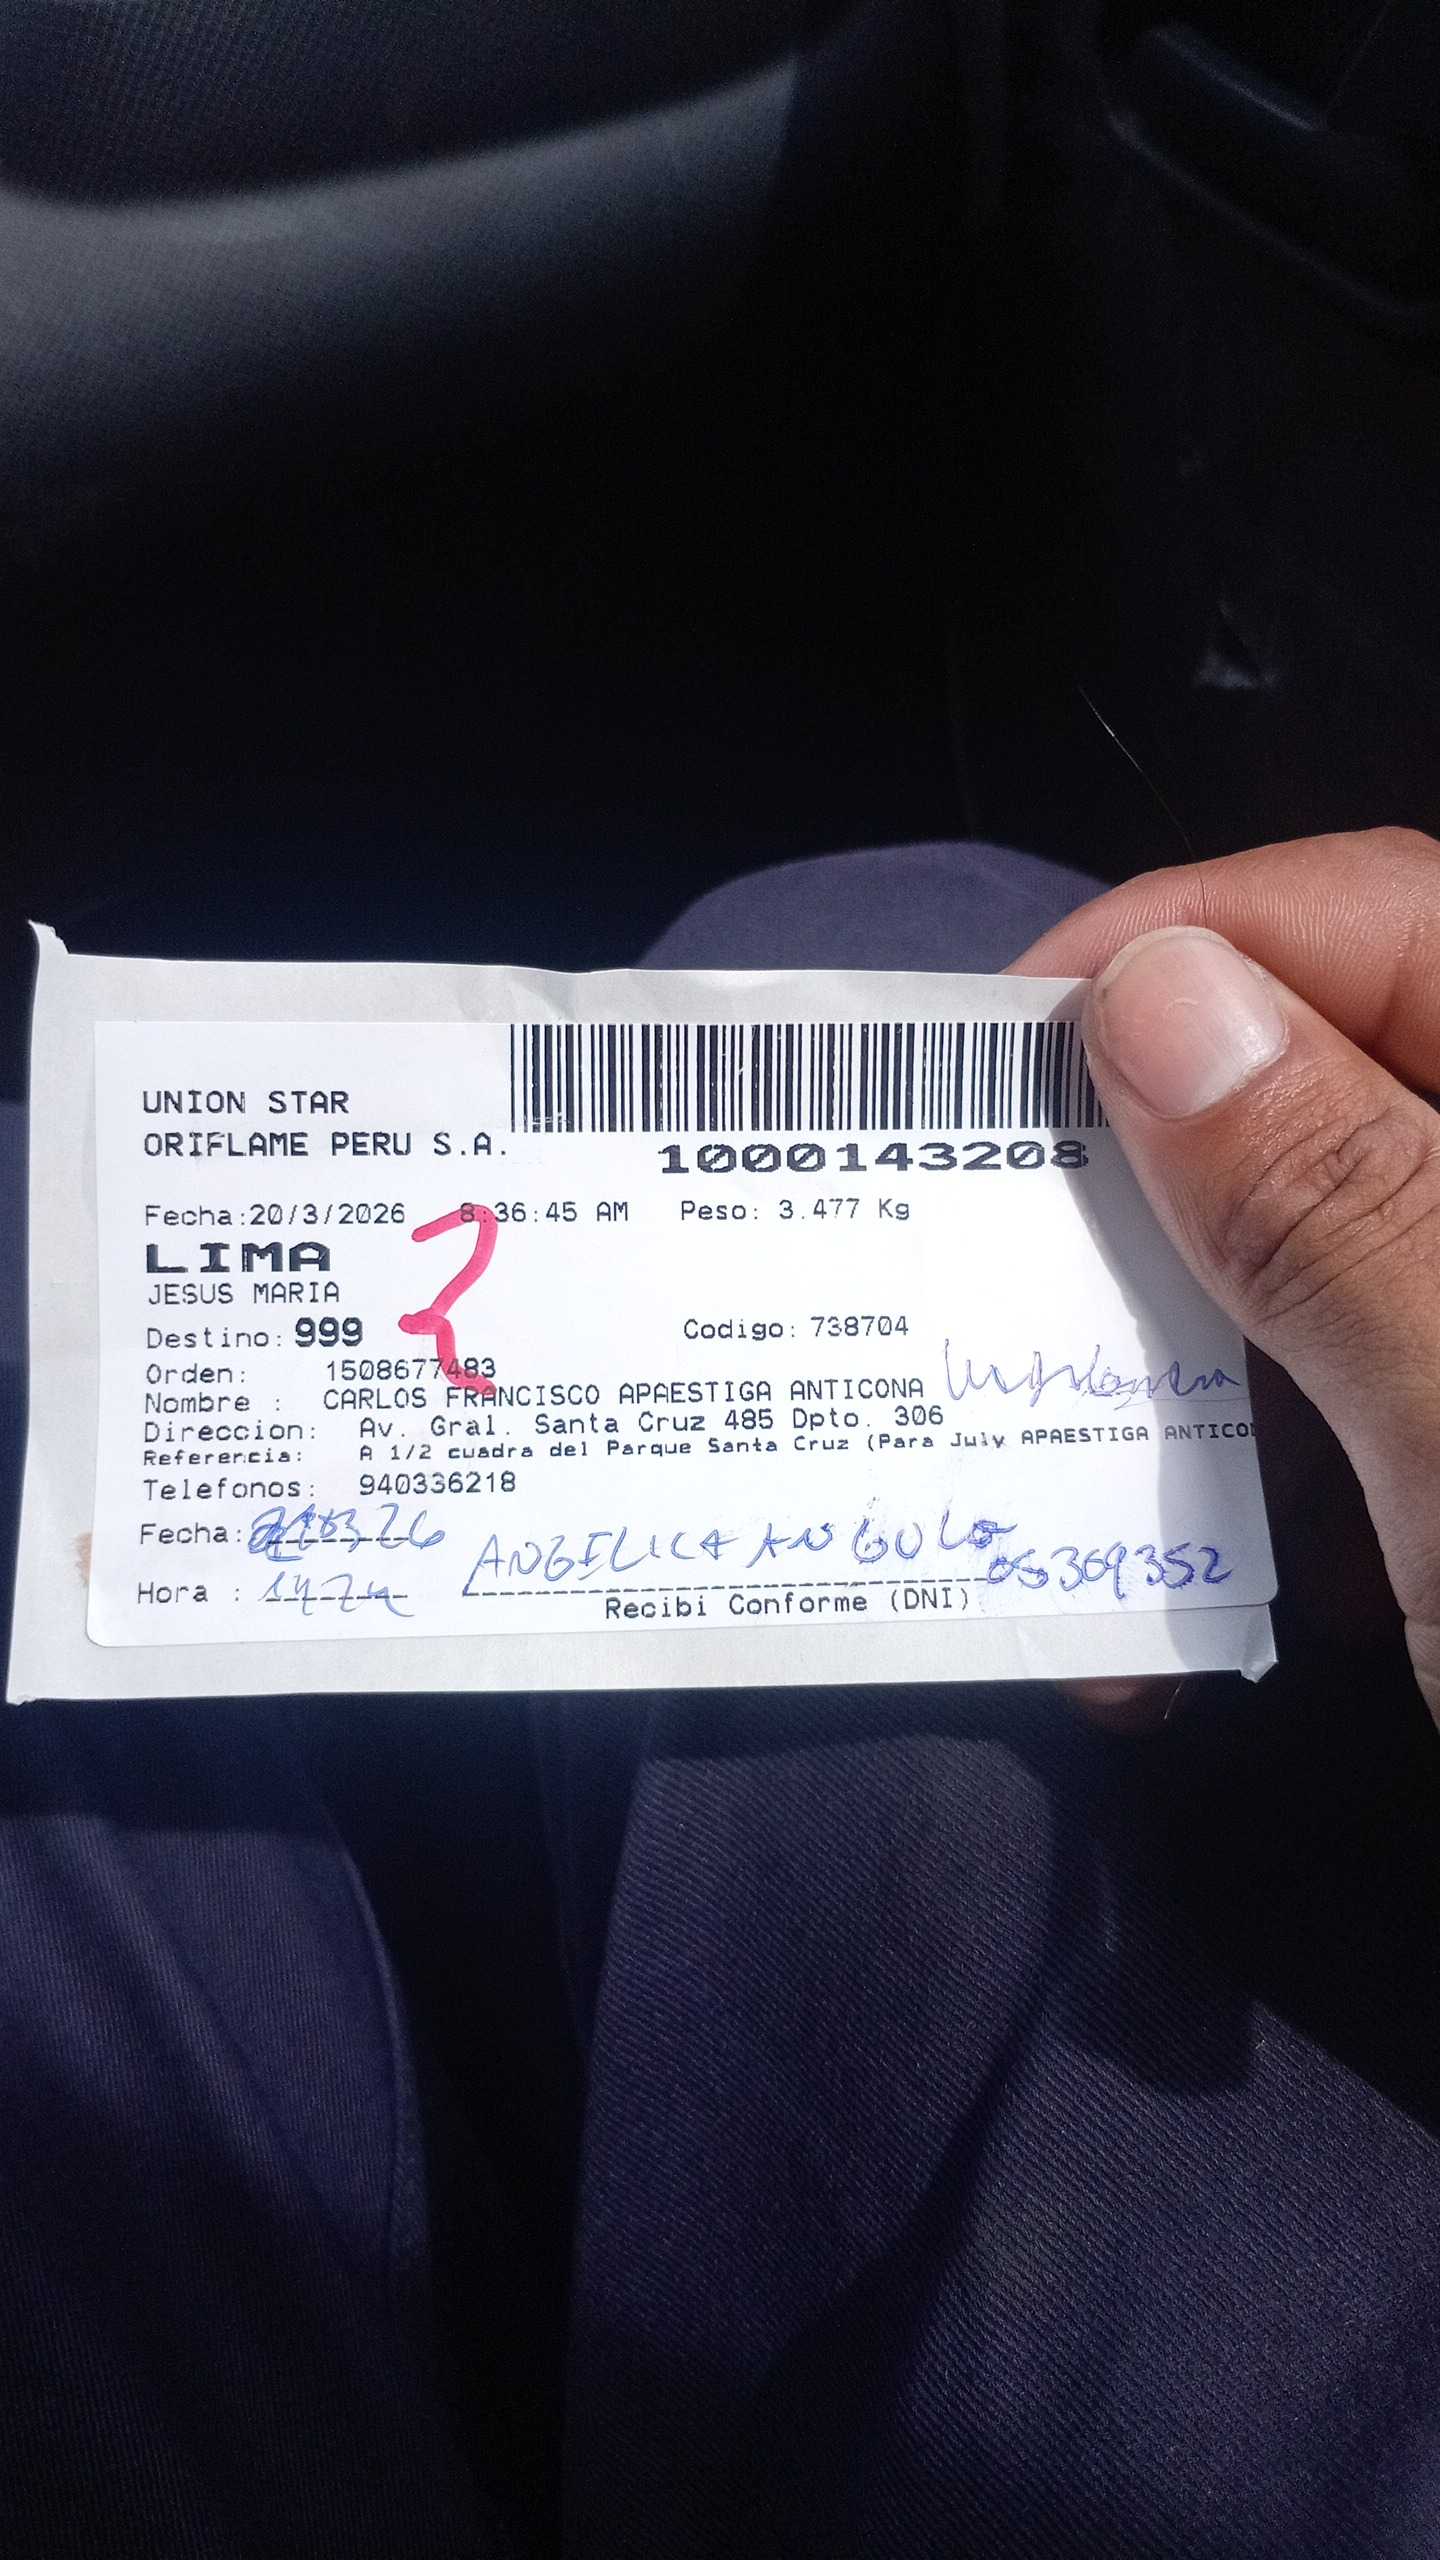 UNION STAR
ORIFLAME PERU S.A.
1000143208
Fecha:20/3/2026 8:36:45 AM Peso: 3.477 Kg
LIMA
JESUS MARIA
Destino: 999 Codigo: 738704
Orden: 1508677483
Nombre : CARLOS FRANCISCO APAESTIGA ANTICONA
Direccion: Av. Gral. Santa Cruz 485 Dpto. 306
Referencia: A 1/2 cuadra del Parque Santa Cruz (Para July APAESTIGA ANTICO
Telefonos: 940336218
Fecha:
ANGELICA ANGULO
05369352
Hora :
Recibi Conforme (DNI)